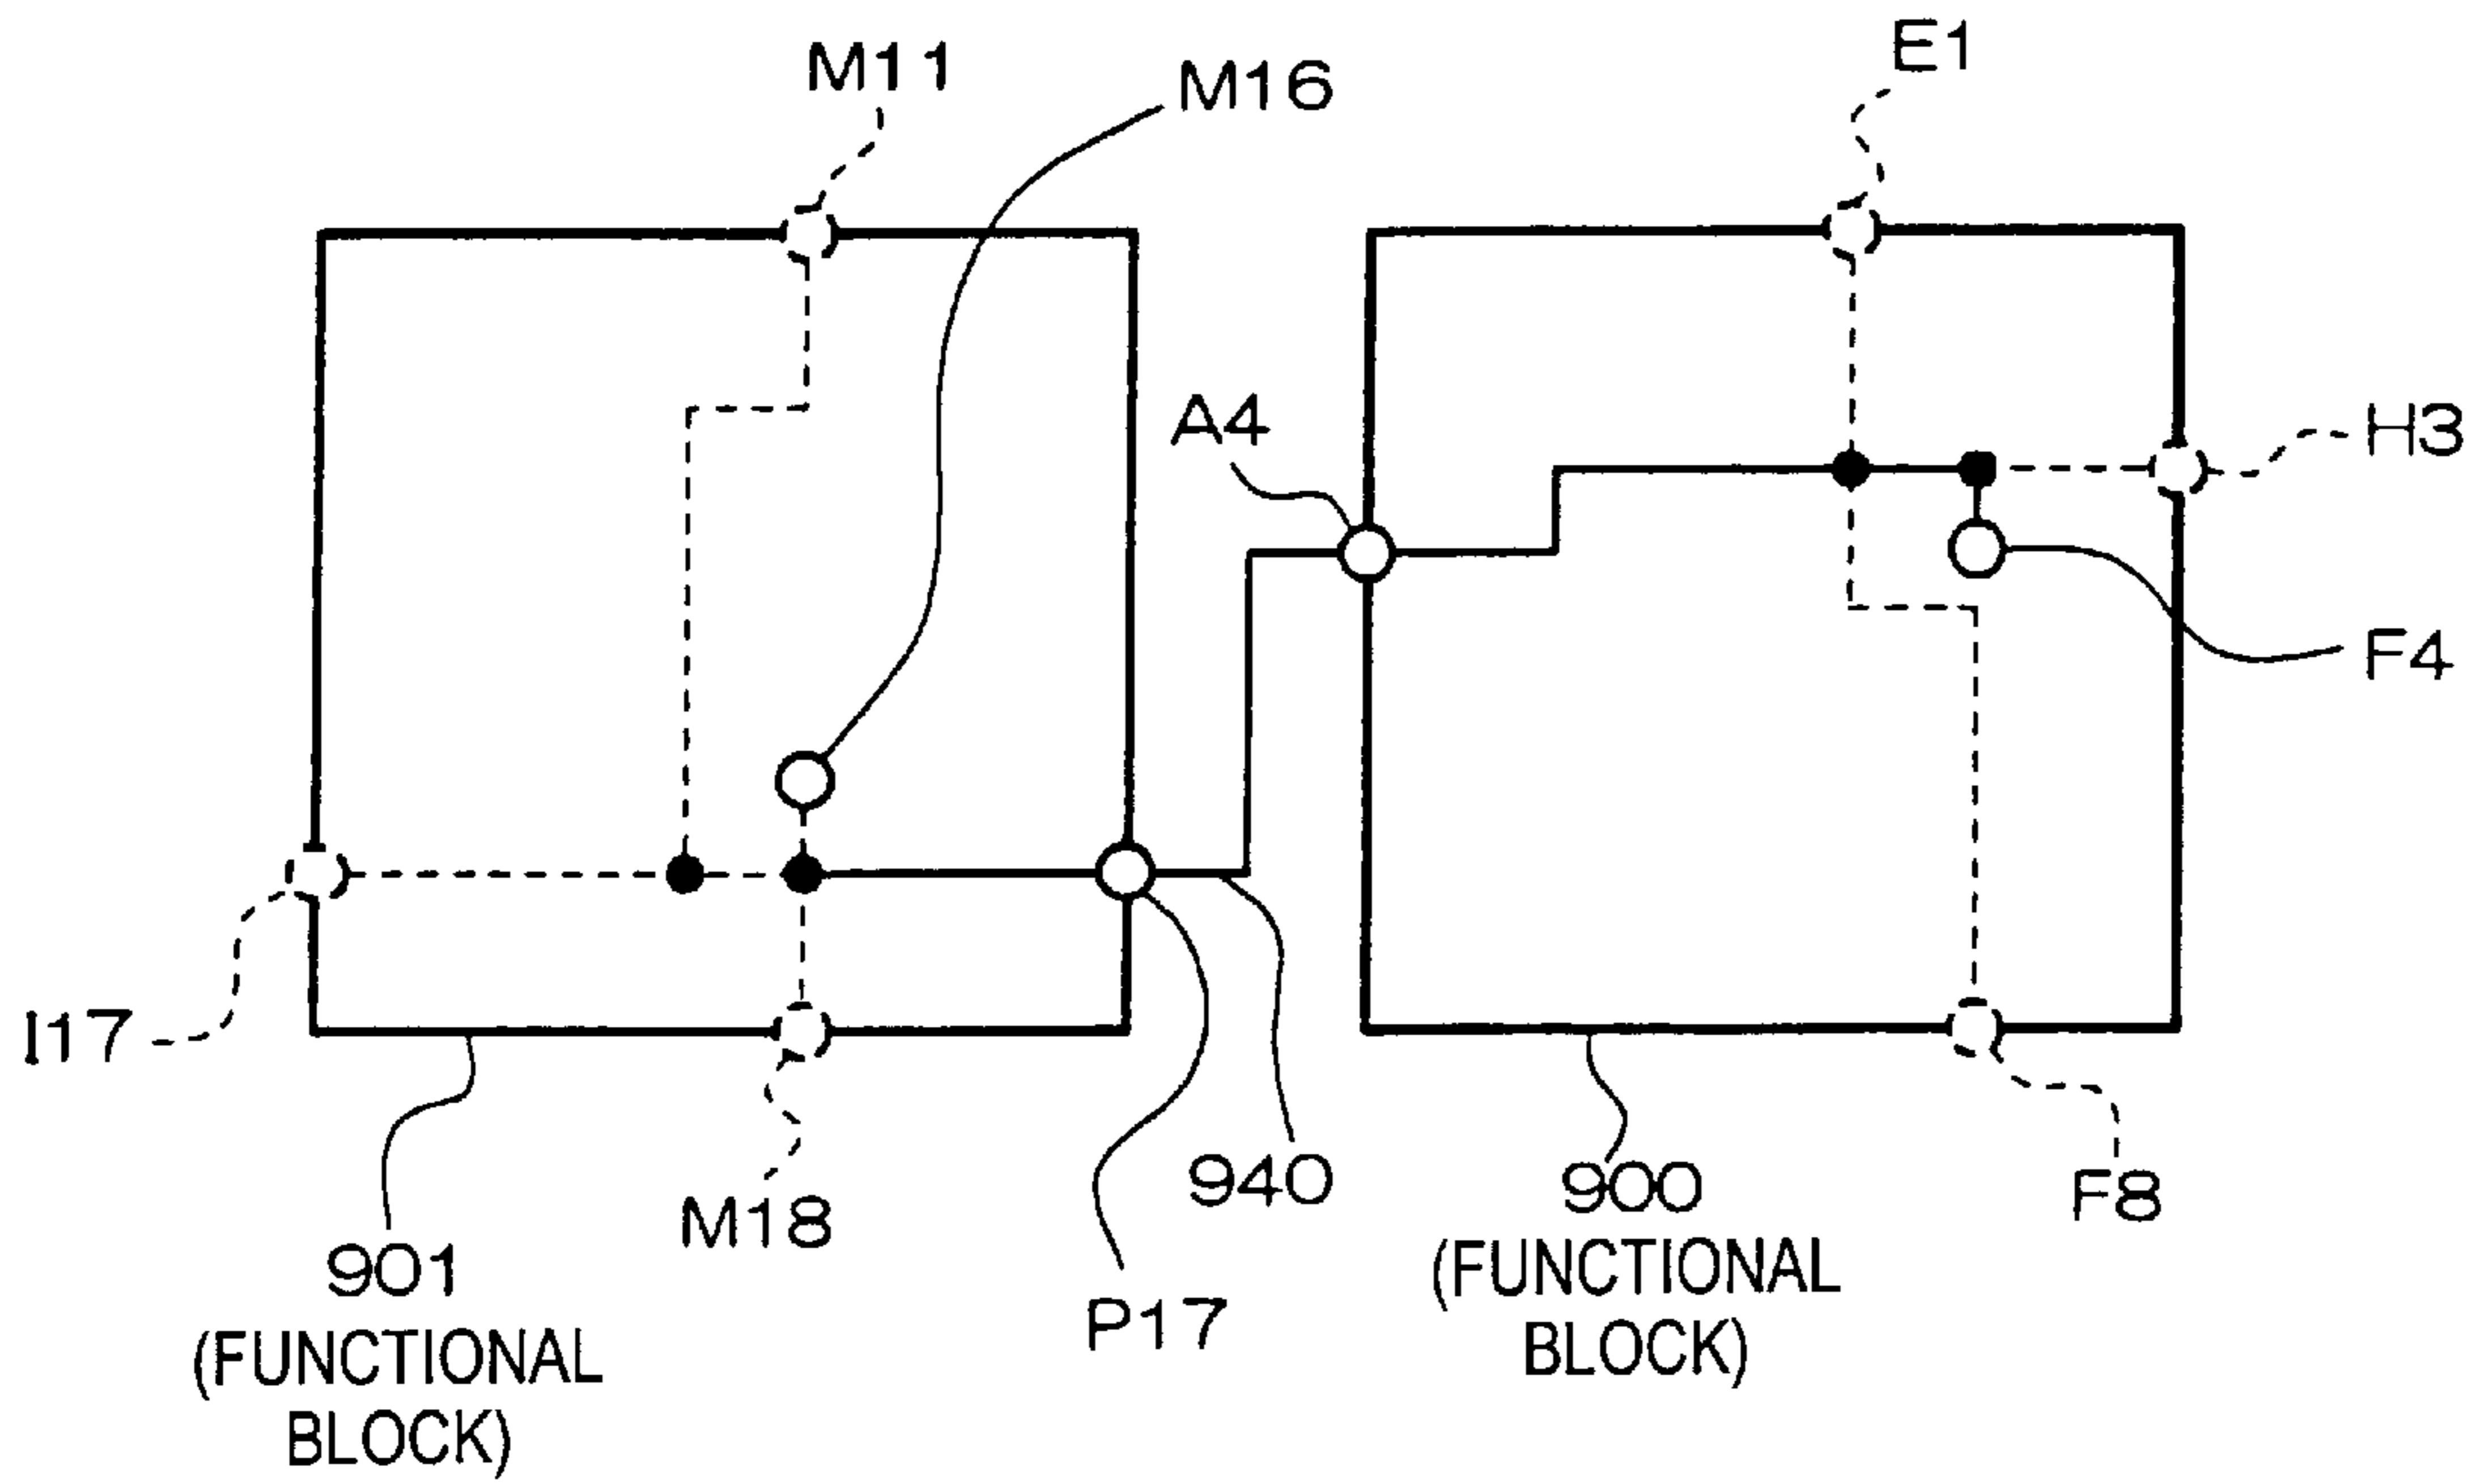 M11
M16
E1
A4
H3
F4
I17
M18
940
900
(FUNCTIONAL
BLOCK)
F8
901
(FUNCTIONAL
BLOCK)
P17